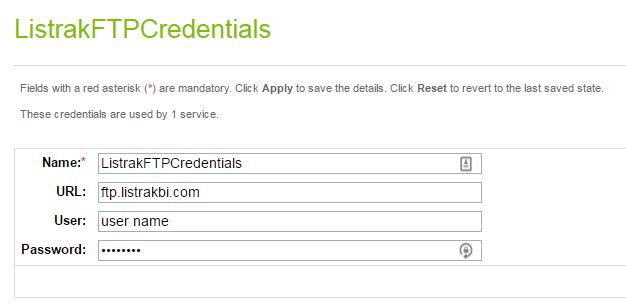 ListrakFTPCredentials
Fields with a red asterisk (*) are mandatory. Click Apply to save the details. Click Reset to revert to the last saved state.
These credentials are used by 1 service.
Name:* ListrakFTPCredentials
URL: ftp.listrakbi.com
User: user name
Password: ••••••••